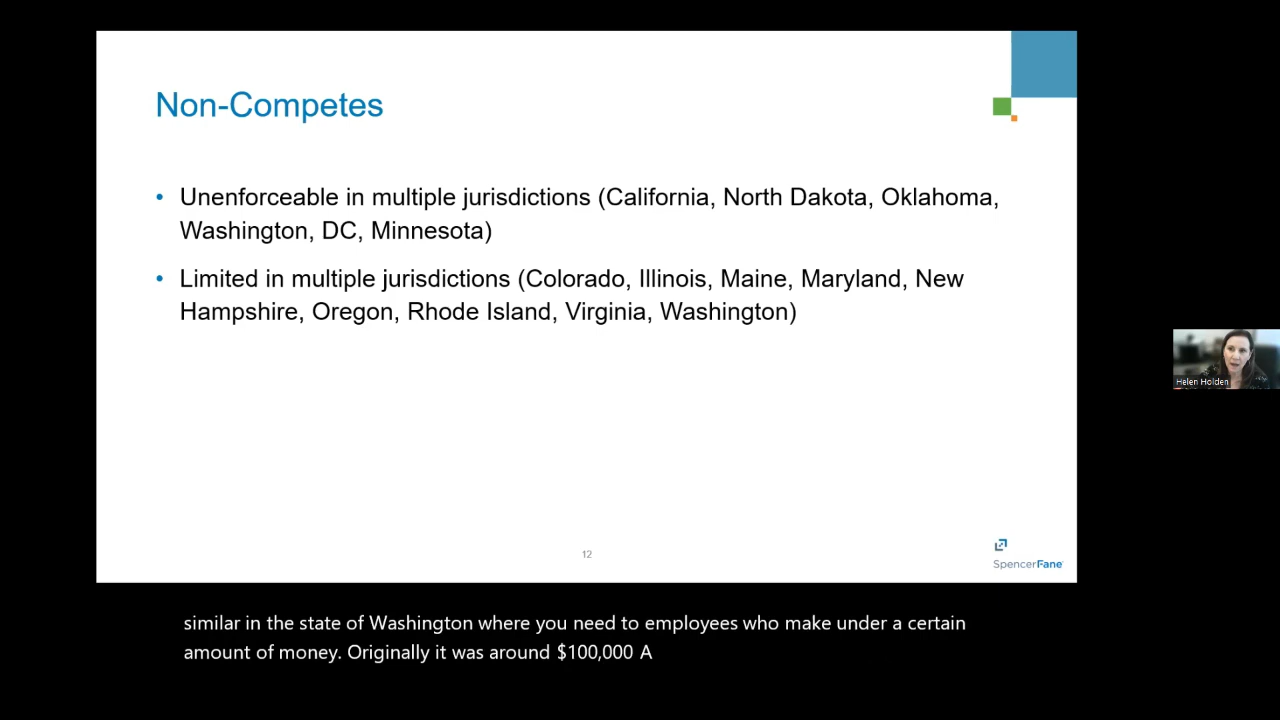 Non-Competes
• Unenforceable in multiple jurisdictions (California, North Dakota, Oklahoma,
Washington, DC, Minnesota)
• Limited in multiple jurisdictions (Colorado, Illinois, Maine, Maryland, New
Hampshire, Oregon, Rhode Island, Virginia, Washington)
Helen Holden
12
SpencerFane
similar in the state of Washington where you need to employees who make under a certain
amount of money. Originally it was around $100,000 A